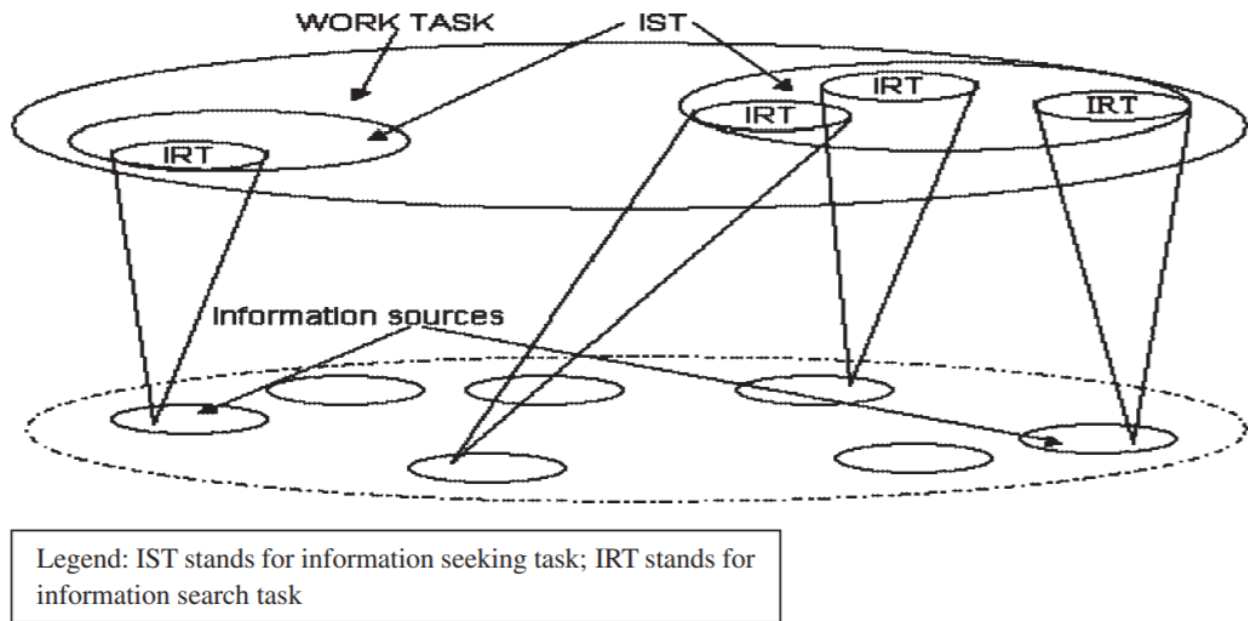 WORK TASK
IST
IRT
IRT
IRT
IRT
Information sources
Legend: IST stands for information seeking task; IRT stands for
information search task